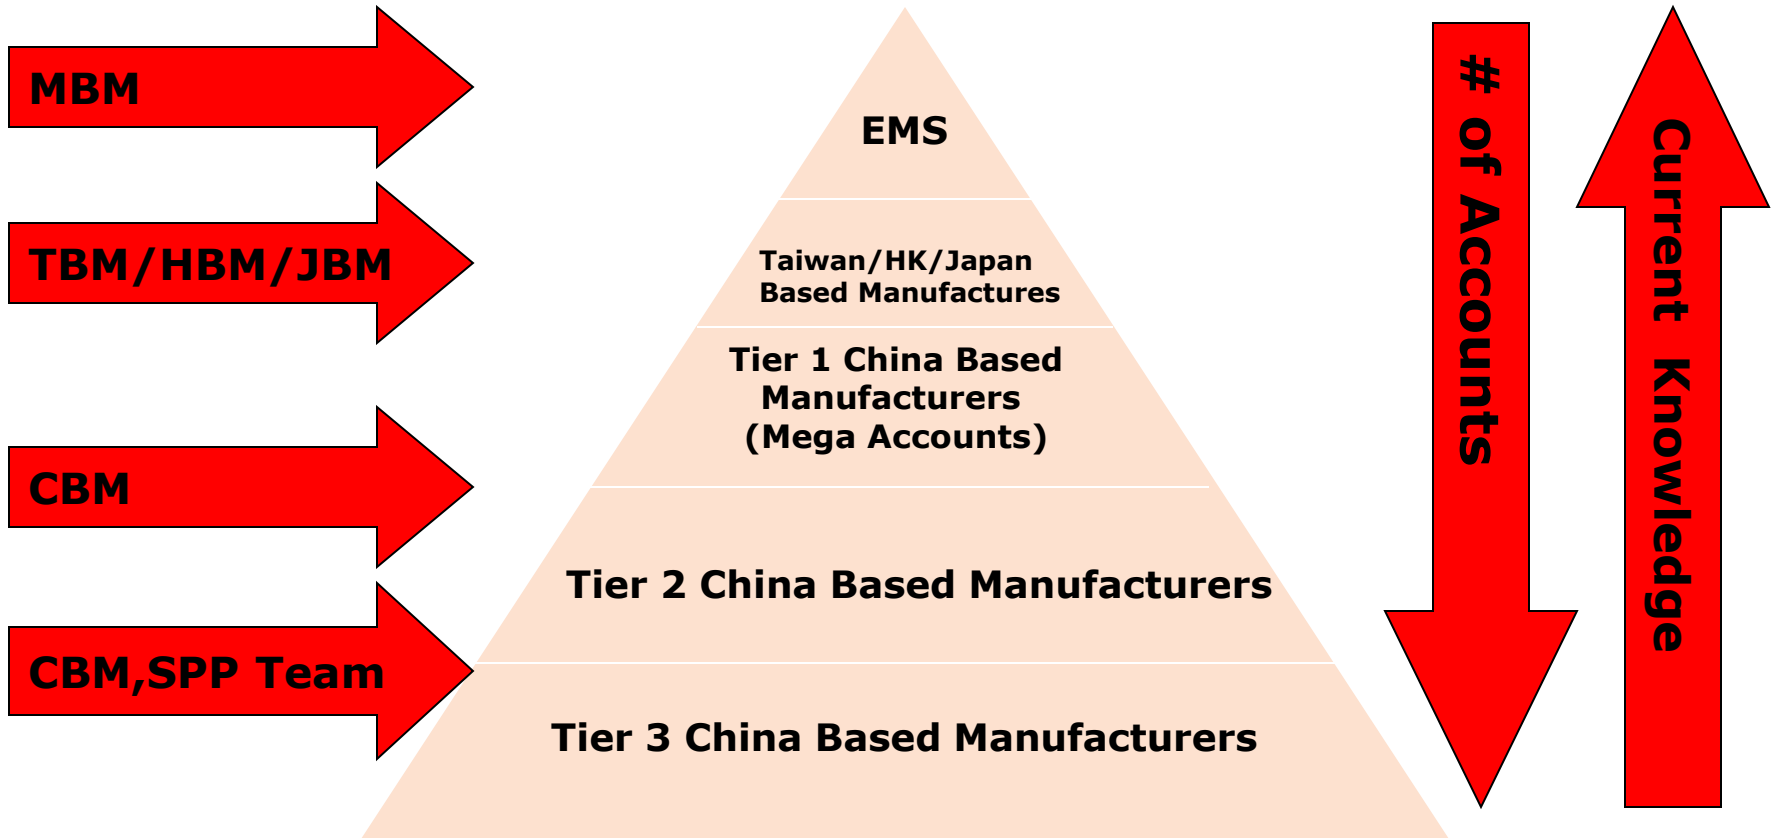 MBM
TBM/HBM/JBM
CBM
CBM,SPP Team
EMS
Taiwan/HK/Japan
Based Manufactures
Tier 1 China Based
Manufacturers
(Mega Accounts)
Tier 2 China Based Manufacturers
Tier 3 China Based Manufacturers
# of Accounts
Current Knowledge